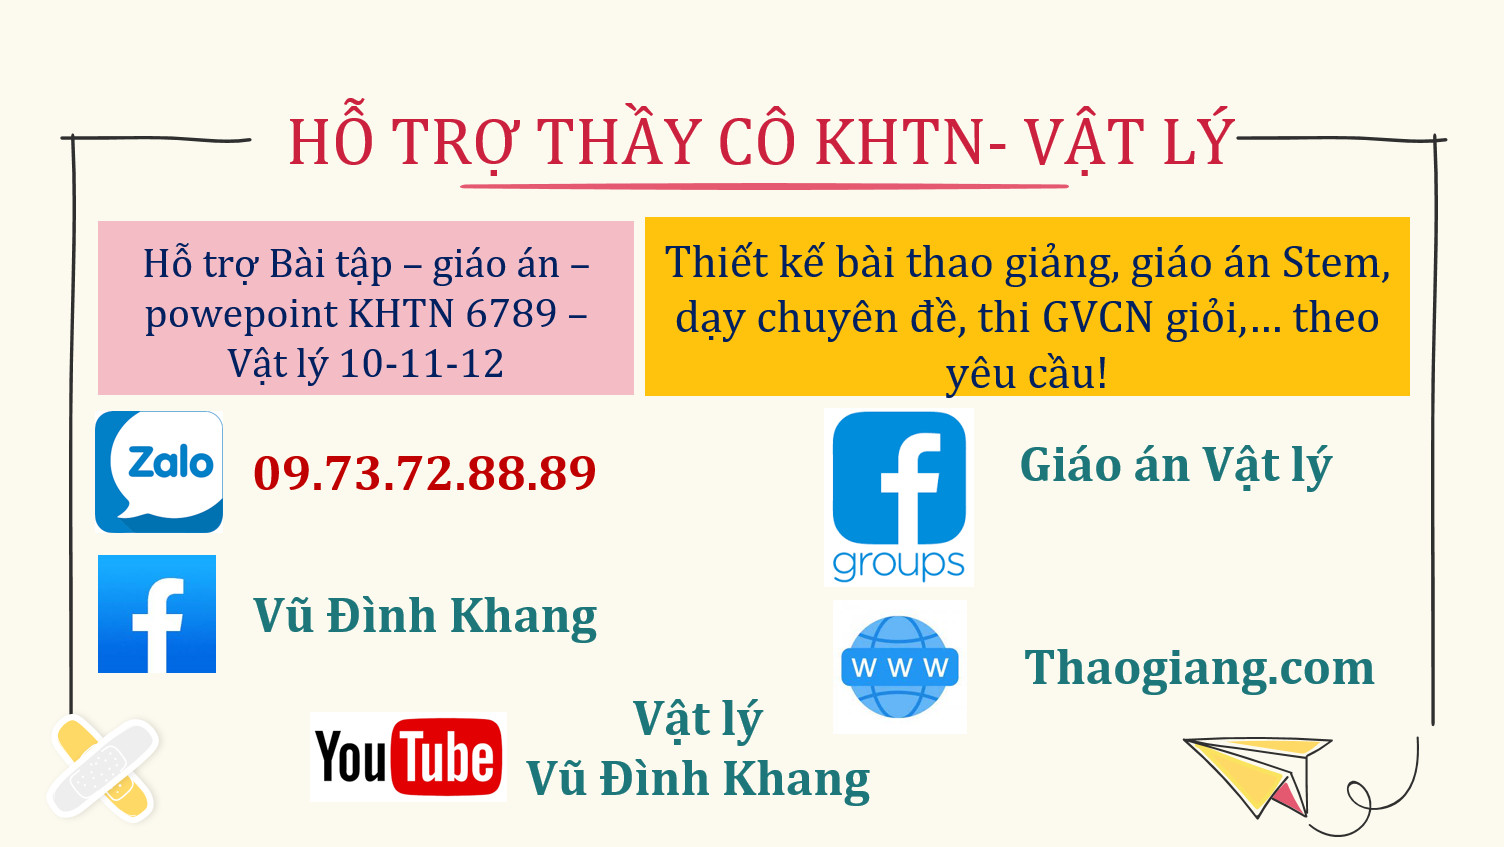 HỖ TRỢ THẦY CÔ KHTN- VẬT LÝ
Hỗ trợ Bài tập – giáo án –
powepoint KHTN 6789 –
Vật lý 10-11-12
Thiết kế bài thao giảng, giáo án Stem,
dạy chuyên đề, thi GVCN giỏi,... theo
yêu cầu!
Zalo
09.73.72.88.89
groups
Giáo án Vật lý
Vũ Đình Khang
WWW
Thaogiang.com
YouTube
Vật lý
Vũ Đình Khang